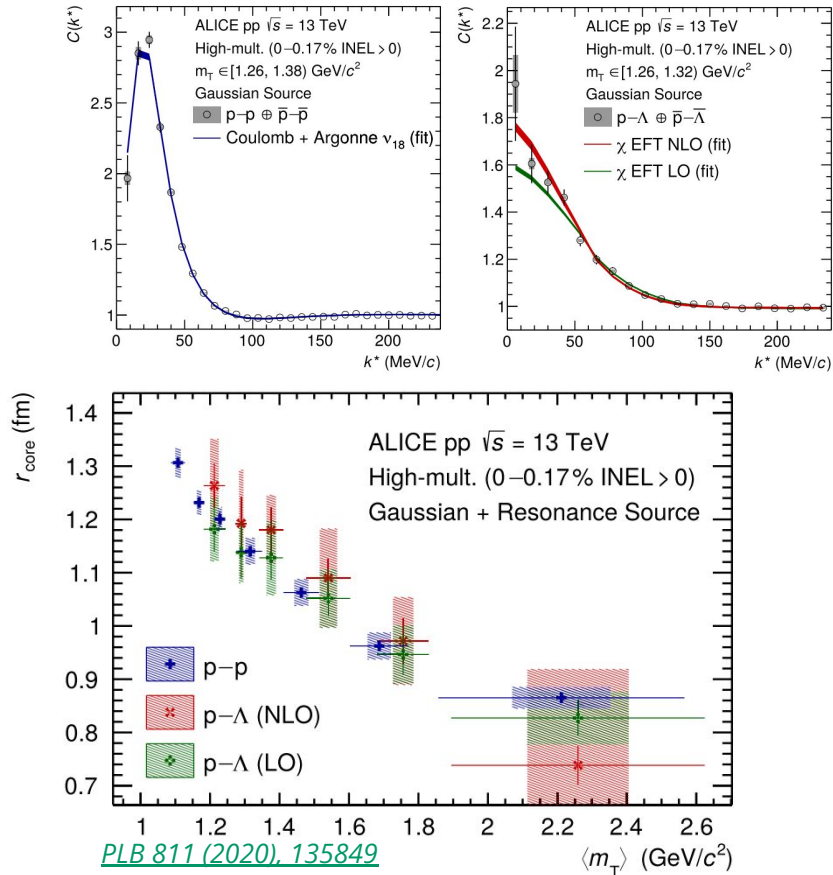 C(k*)
3
2.5
2
1.5
1
0
50
100
150
200
k* (MeV/c)
ALICE pp √s = 13 TeV
High-mult. (0−0.17% INEL > 0)
m_T ∈ [1.26, 1.38) GeV/c²
Gaussian Source
p−p ⊕ p̅−p̅
Coulomb + Argonne ν₁₈ (fit)
C(k*)
2.2
2
1.8
1.6
1.4
1.2
1.0
0
50
100
150
200
k* (MeV/c)
ALICE pp √s = 13 TeV
High-mult. (0−0.17% INEL > 0)
m_T ∈ [1.26, 1.32) GeV/c²
Gaussian Source
p−Λ ⊕ p̅−Λ̅
χ EFT NLO (fit)
χ EFT LO (fit)
r_core (fm)
1.4
1.3
1.2
1.1
1
0.9
0.8
0.7
ALICE pp √s = 13 TeV
High-mult. (0−0.17% INEL > 0)
Gaussian + Resonance Source
p−p
p−Λ (NLO)
p−Λ (LO)
1
1.2
1.4
1.6
1.8
2
2.2
2.4
2.6
⟨m_T⟩ (GeV/c²)
PLB 811 (2020), 135849